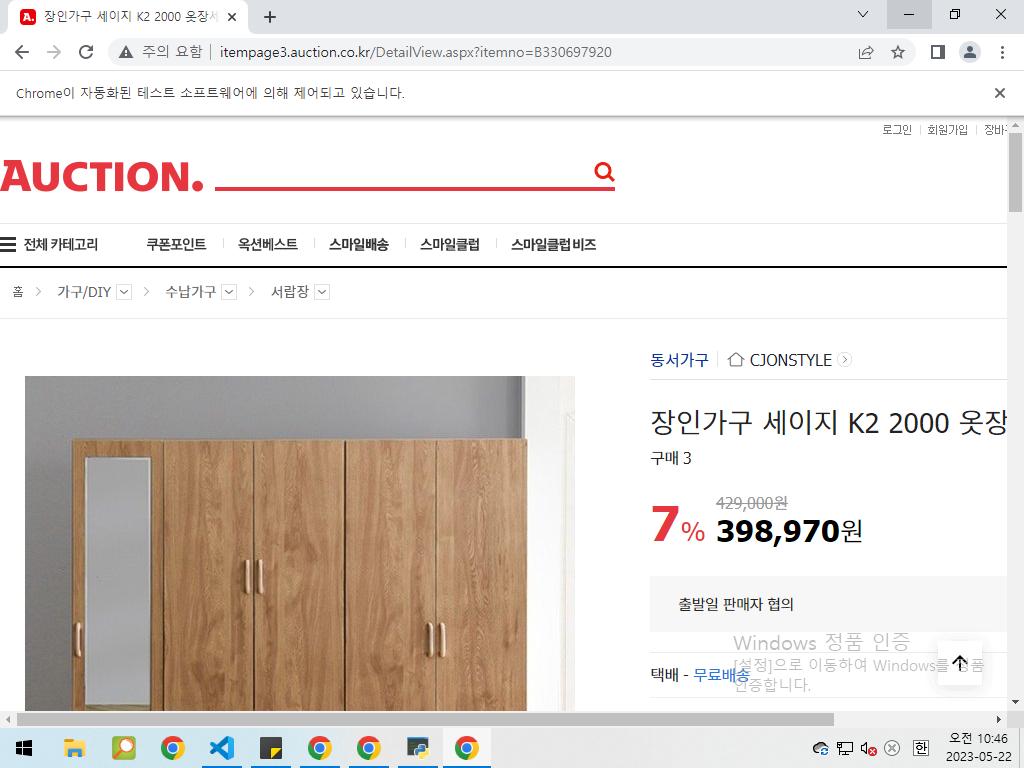 장인가구 세이지 K2 2000 옷장세
주의 요함
itempage3.auction.co.kr/DetailView.aspx?itemno=B330697920
Chrome이 자동화된 테스트 소프트웨어에 의해 제어되고 있습니다.
로그인 회원가입 장바구
AUCTION.
전체 카테고리 쿠폰포인트 옥션베스트 스마일배송 스마일클럽 스마일클럽 비즈
홈 가구/DIY 수납가구 서랍장
동서가구 CJONSTYLE
장인가구 세이지 K2 2000 옷장
구매 3
429,000원
7% 398,970원
출발일 판매자 협의
Windows 정품 인증
[설정]으로 이동하여 Windows를 정품
인증합니다.
택배 - 무료배송
한
오전 10:46
2023-05-22